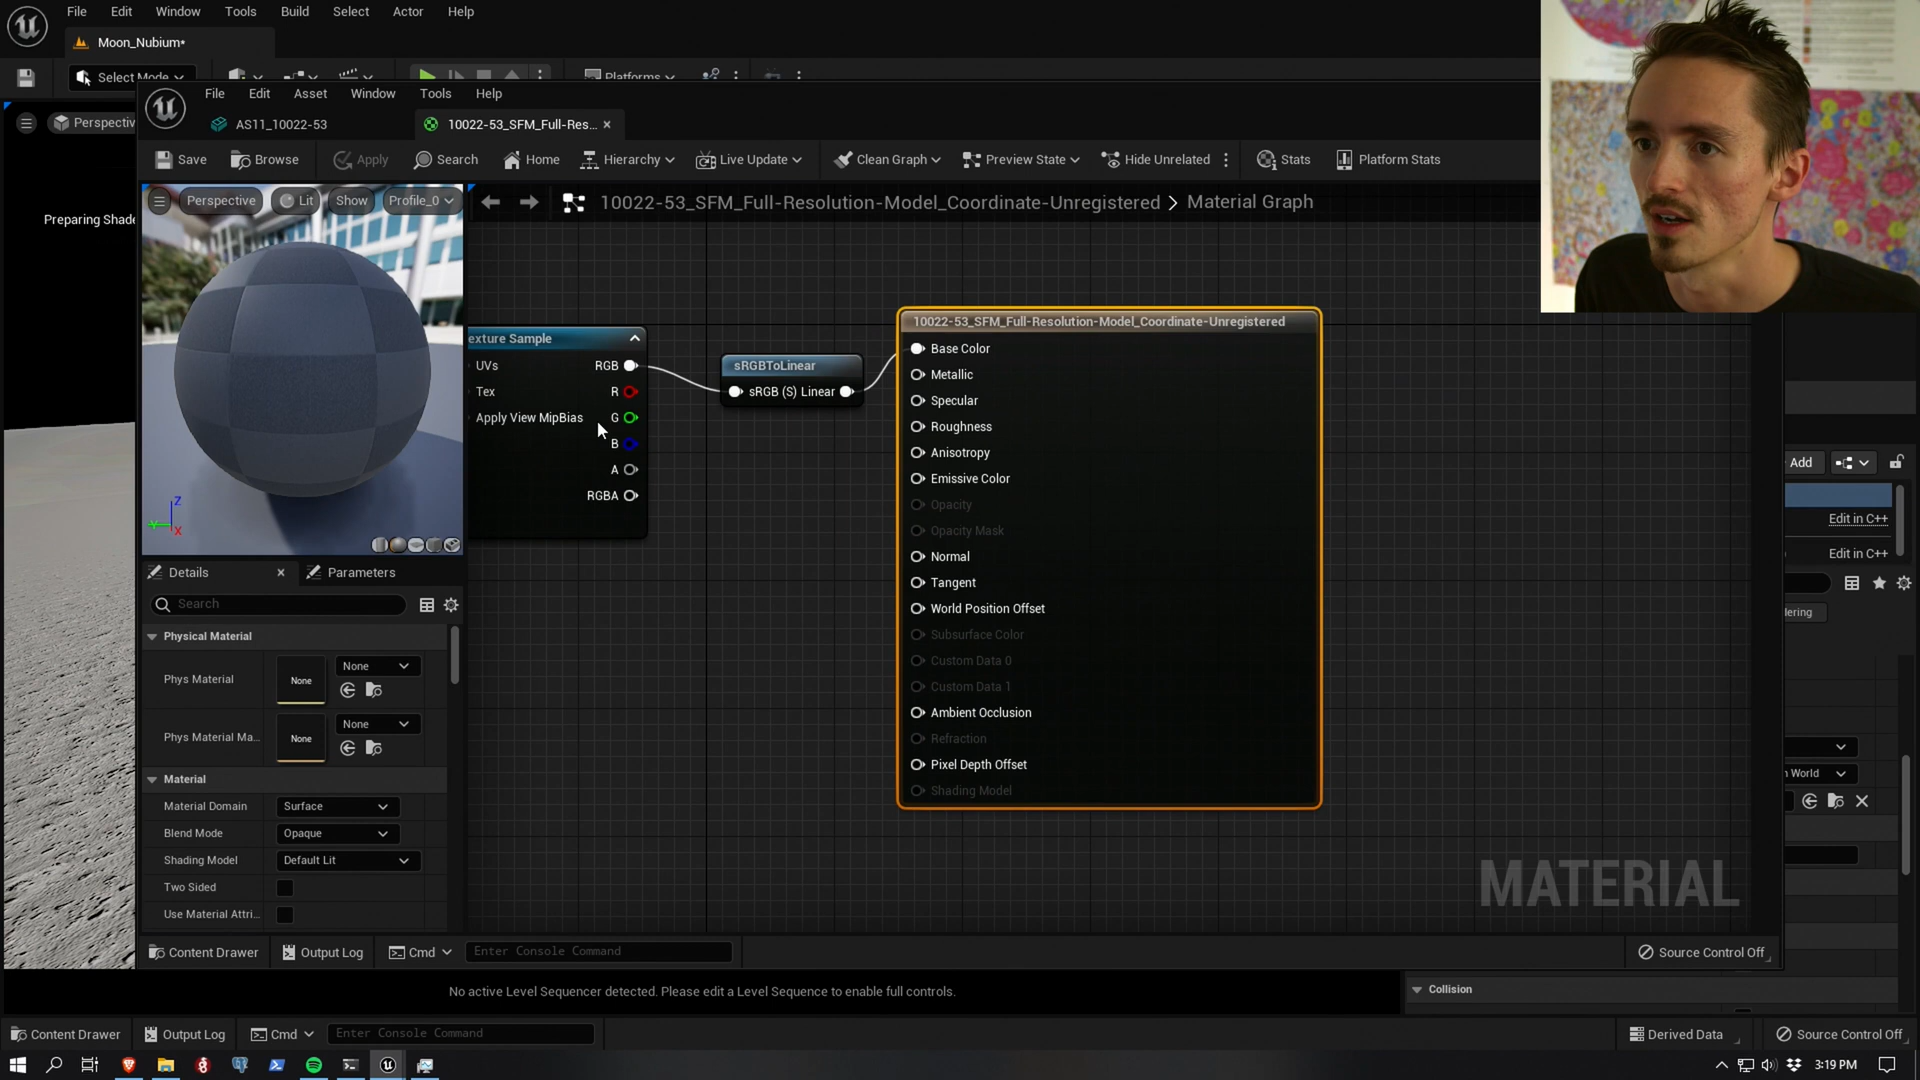 File Edit Window Tools Build Select Actor Help
Moon_Nubium*
Select Mode Platforms
File Edit Asset Window Tools Help
AS11_10022-53 10022-53_SFM_Full-Res...
Perspectiv
Save Browse Apply Search Home Hierarchy Live Update Clean Graph Preview State Hide Unrelated Stats Platform Stats
Perspective Lit Show Profile_0
10022-53_SFM_Full-Resolution-Model_Coordinate-Unregistered > Material Graph
Preparing Shade
10022-53_SFM_Full-Resolution-Model_Coordinate-Unregistered
exture Sample
UVs RGB
Tex R
Apply View MipBias G
B
A
RGBA
sRGBToLinear
sRGB (S) Linear
Base Color
Metallic
Specular
Roughness
Anisotropy
Emissive Color
Opacity
Opacity Mask
Normal
Tangent
World Position Offset
Subsurface Color
Custom Data 0
Custom Data 1
Ambient Occlusion
Refraction
Pixel Depth Offset
Shading Model
MATERIAL
Z
Y
X
Details Parameters
Search
Physical Material
Phys Material None None
Phys Material Ma... None None
Material
Material Domain Surface
Blend Mode Opaque
Shading Model Default Lit
Two Sided
Use Material Attri...
Add
Edit in C++
Edit in C++
lering
n World
Content Drawer Output Log Cmd Enter Console Command Source Control Off
No active Level Sequencer detected. Please edit a Level Sequence to enable full controls.
Collision
Content Drawer Output Log Cmd Enter Console Command Derived Data Source Control Off
3:19 PM